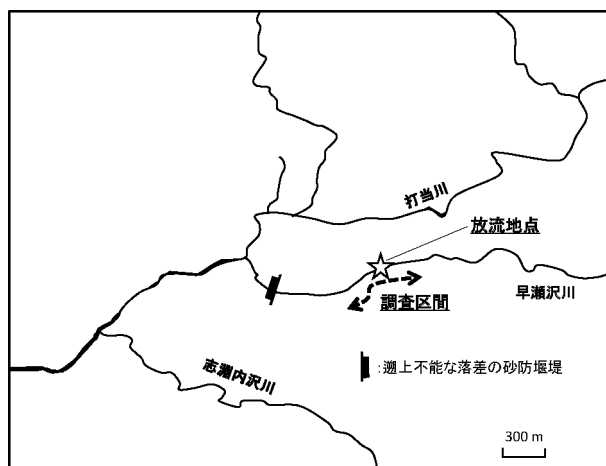 打当川
放流地点
調査区間
早瀬沢川
志瀬内沢川
:遡上不能な落差の砂防堰堤
300 m